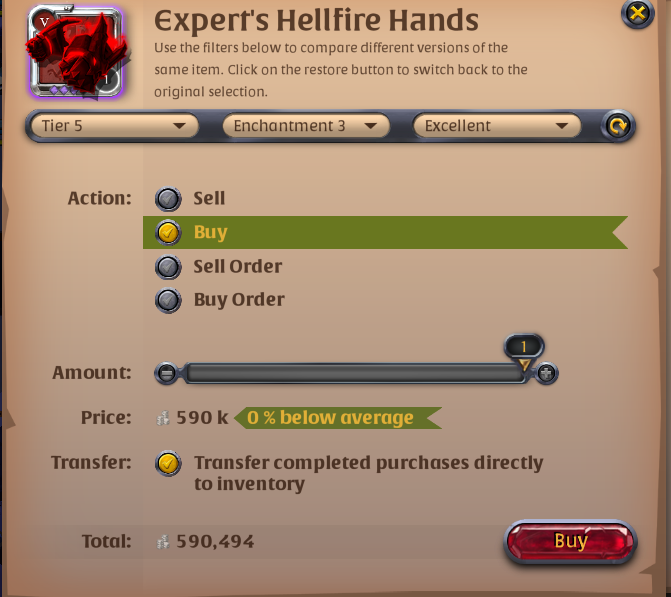 Expert's Hellfire Hands
Use the filters below to compare different versions of the
same item. Click on the restore button to switch back to the
original selection.
V
1
Tier 5
Enchantment 3
Excellent
Action:
Sell
Buy
Sell Order
Buy Order
1
Amount:
Price: 590 k 0 % below average
Transfer: Transfer completed purchases directly
to inventory
Total: 590,494
Buy